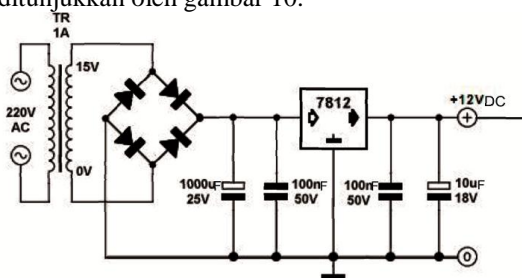 ditunjukkan oleh gambar 10.
TR
1A
15V
220V
AC
0V
7812
+12VDC
1000uF
25V
100nF
50V
100nF
50V
10uF
18V
0